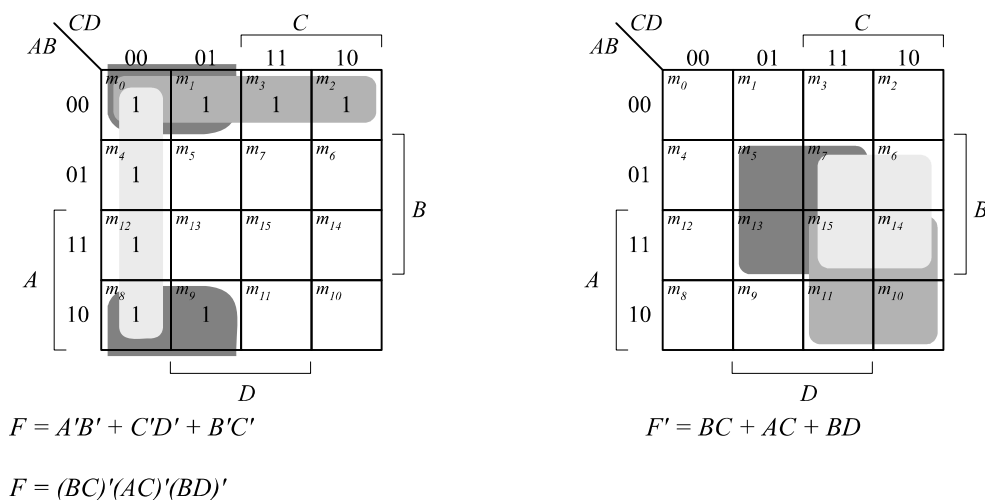 CD C CD C
AB 00 01 11 10 AB 00 01 11 10
m0 m1 m3 m2 m0 m1 m3 m2
00 1 1 1 1 00
m4 m5 m7 m6 m4 m5 m7 m6
01 1 01
B B
m12 m13 m15 m14 m12 m13 m15 m14
11 1 11
A A
m8 m9 m11 m10 m8 m9 m11 m10
10 1 1 10
D D
F = A'B' + C'D' + B'C' F' = BC + AC + BD
F = (BC)'(AC)'(BD)'